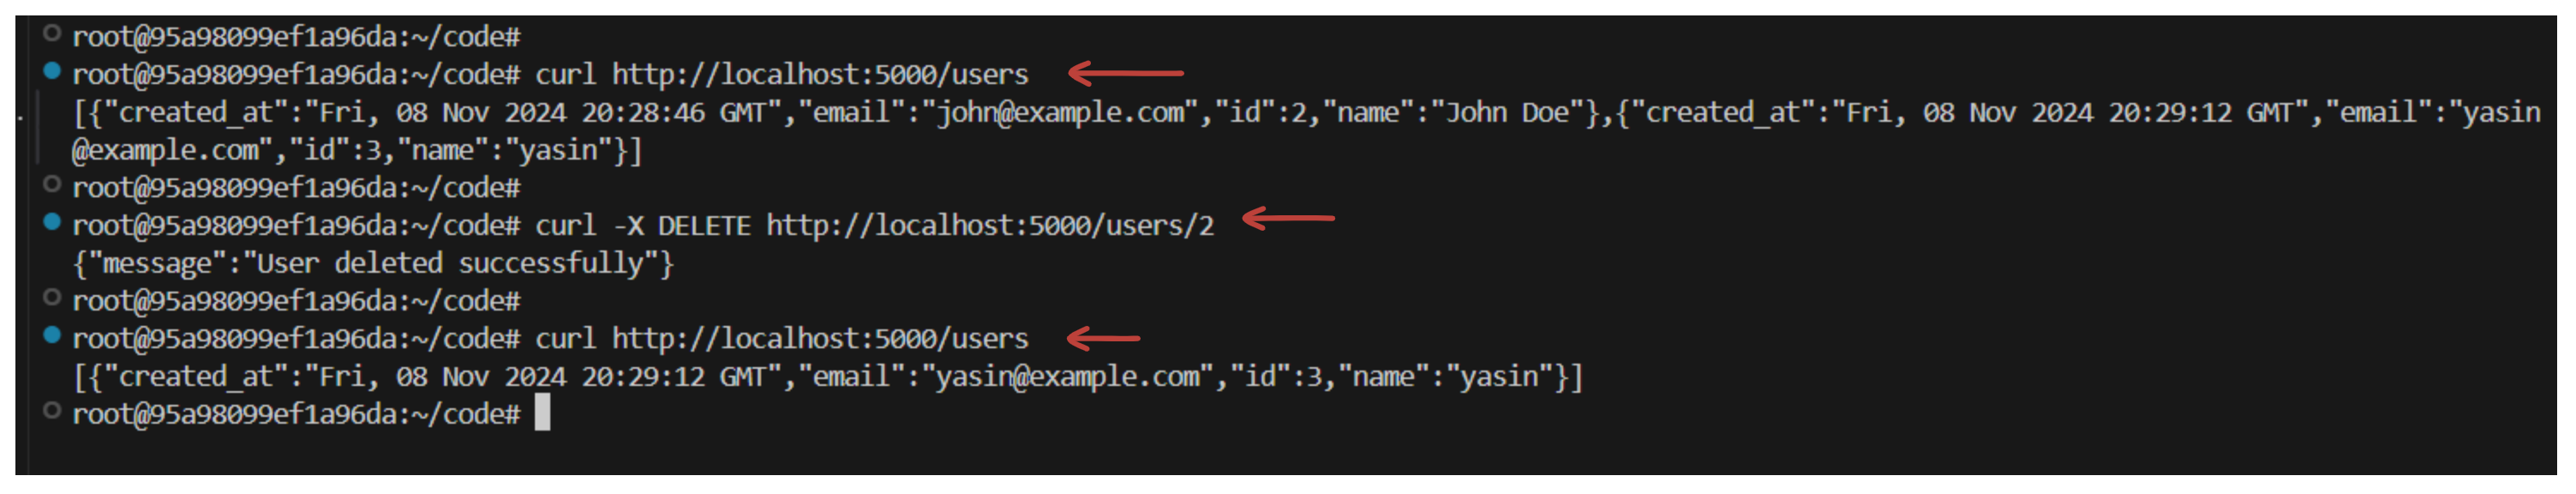 root@95a98099ef1a96da:~/code#
root@95a98099ef1a96da:~/code# curl http://localhost:5000/users
[{"created_at":"Fri, 08 Nov 2024 20:28:46 GMT","email":"john@example.com","id":2,"name":"John Doe"},{"created_at":"Fri, 08 Nov 2024 20:29:12 GMT","email":"yasin
@example.com","id":3,"name":"yasin"}]
root@95a98099ef1a96da:~/code#
root@95a98099ef1a96da:~/code# curl -X DELETE http://localhost:5000/users/2
{"message":"User deleted successfully"}
root@95a98099ef1a96da:~/code#
root@95a98099ef1a96da:~/code# curl http://localhost:5000/users
[{"created_at":"Fri, 08 Nov 2024 20:29:12 GMT","email":"yasin@example.com","id":3,"name":"yasin"}]
root@95a98099ef1a96da:~/code#